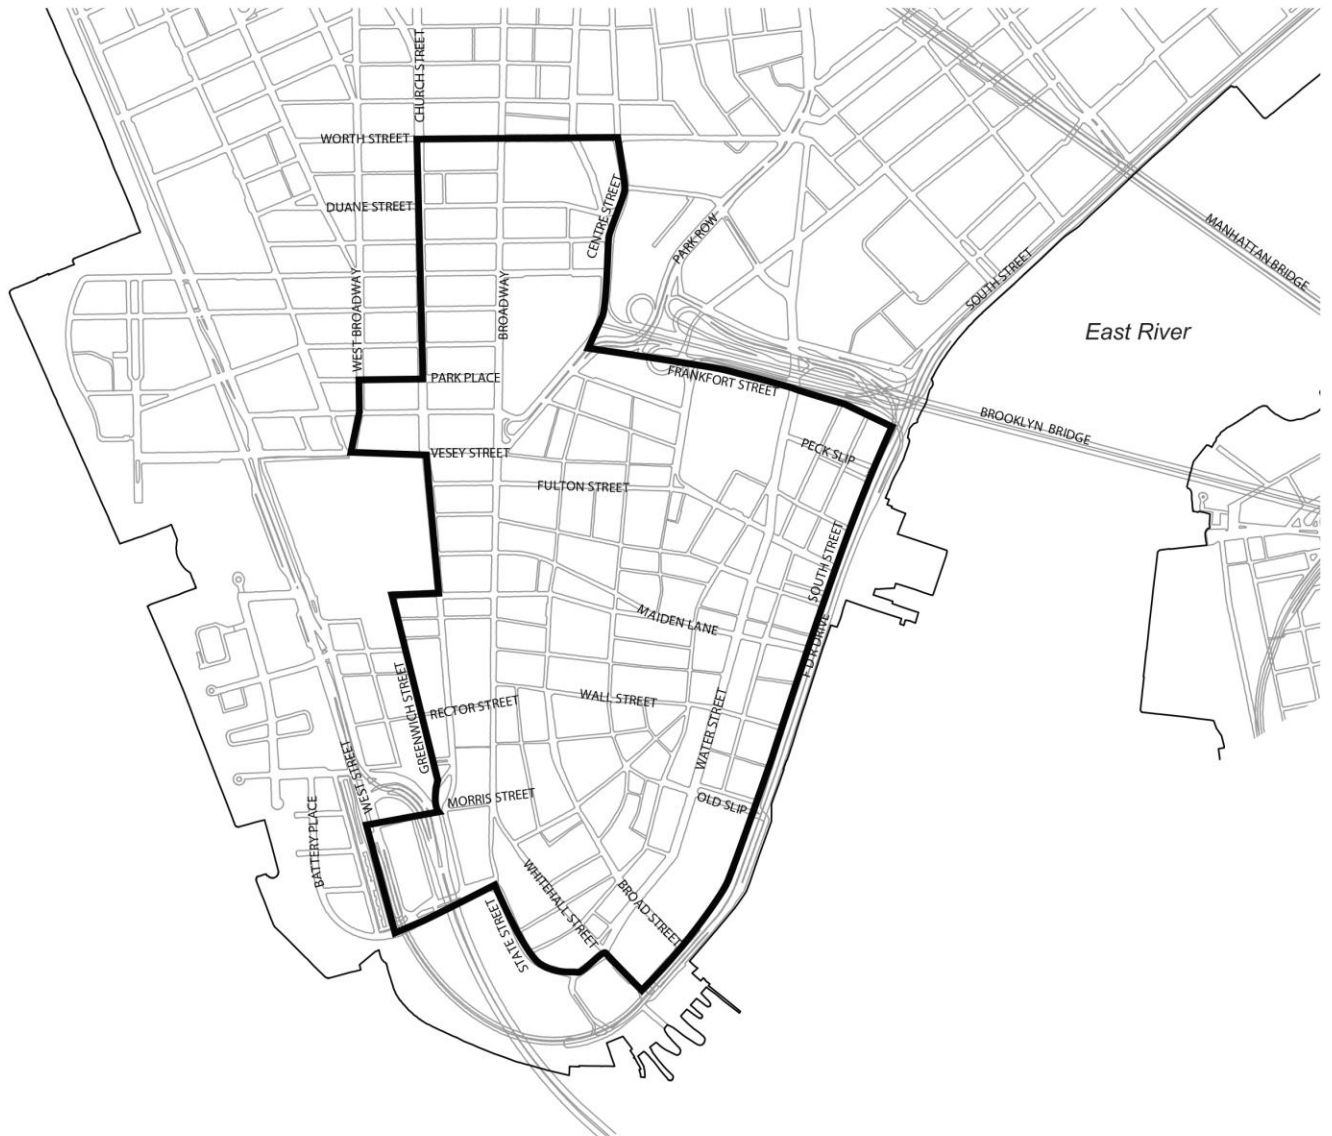 CHURCH STREET
WORTH STREET
DUANE STREET
CENTRE STREET
PARK ROW
MANHATTAN BRIDGE
SOUTH STREET
WEST BROADWAY
BROADWAY
East River
PARK PLACE
FRANKFORT STREET
BROOKLYN BRIDGE
VESEY STREET
PECK SLIP
FULTON STREET
SOUTH STREET
MAIDEN LANE
F D R DRIVE
GREENWICH STREET
RECTOR STREET
WALL STREET
WATER STREET
WEST STREET
MORRIS STREET
OLD SLIP
BATTERY PLACE
WHITEHALL STREET
BROAD STREET
STATE STREET